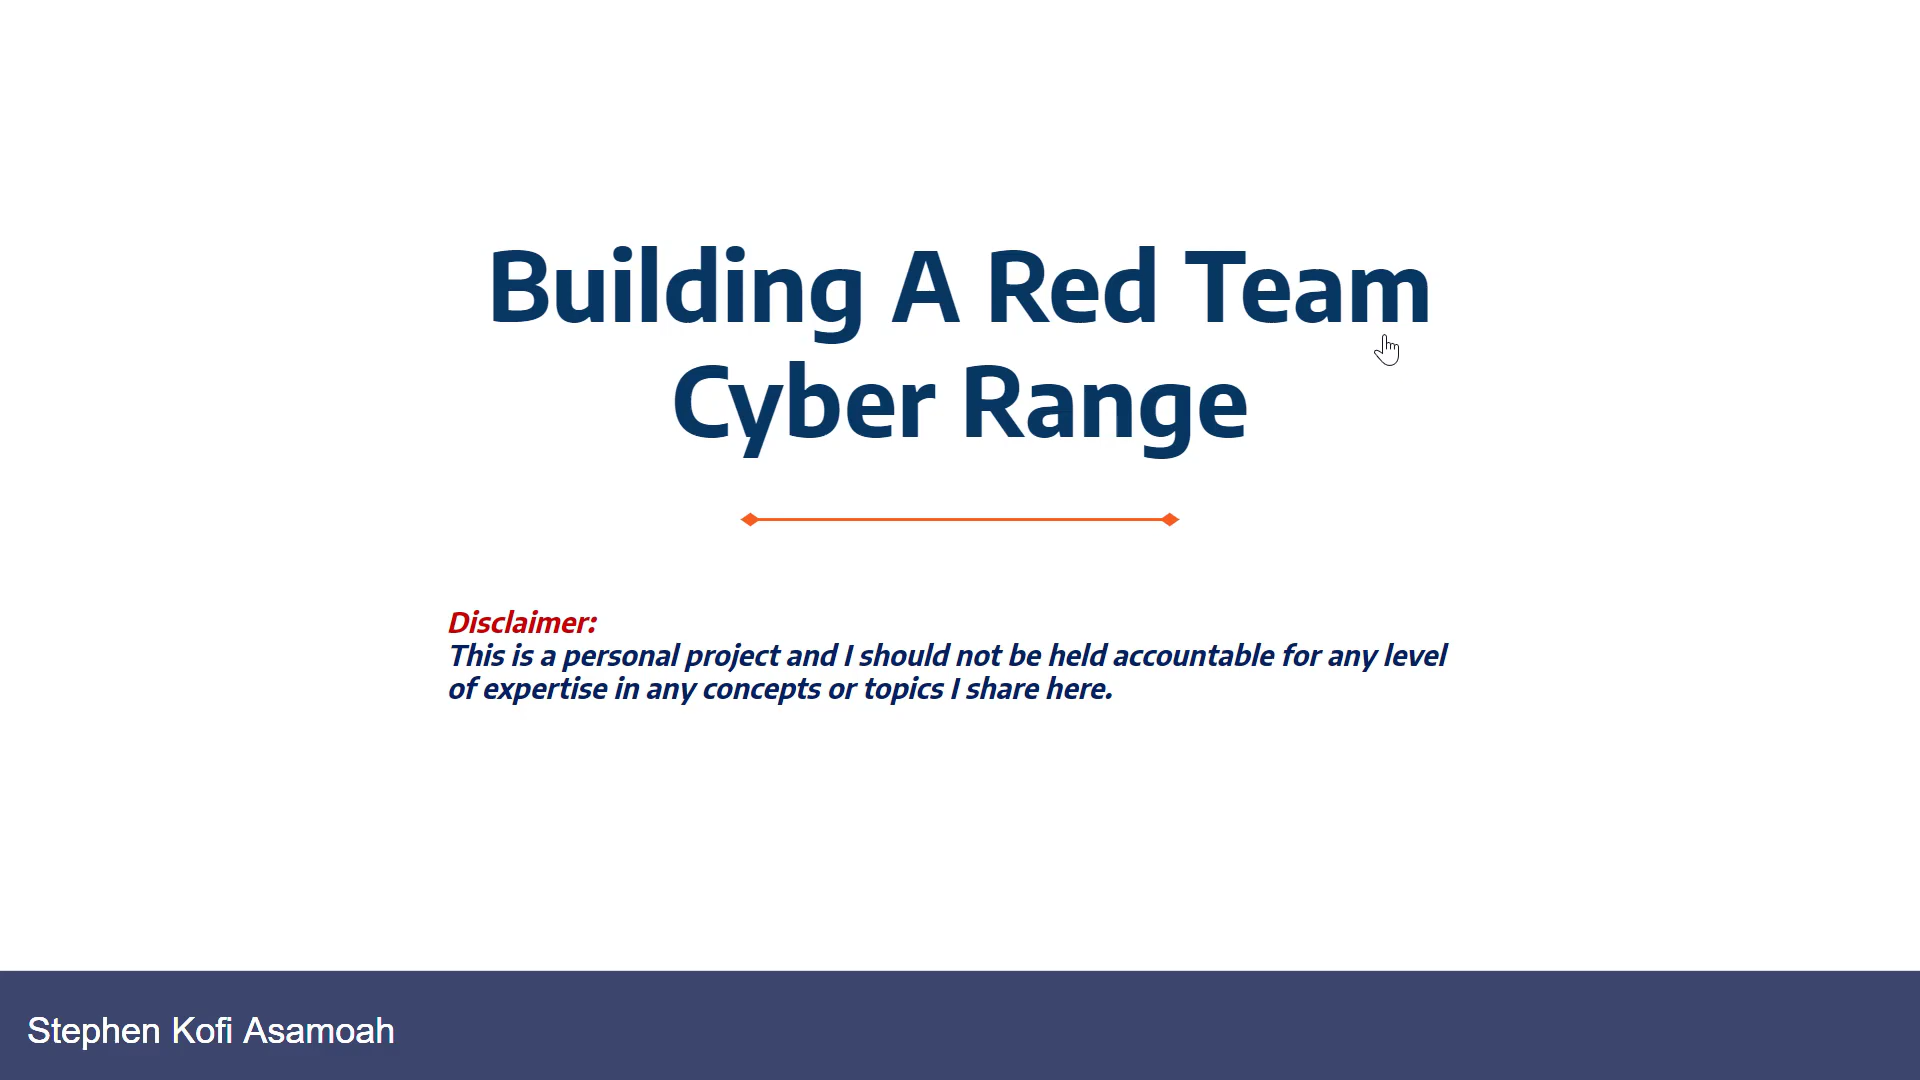 Building A Red Team
Cyber Range
Disclaimer:
This is a personal project and I should not be held accountable for any level
of expertise in any concepts or topics I share here.
Stephen Kofi Asamoah